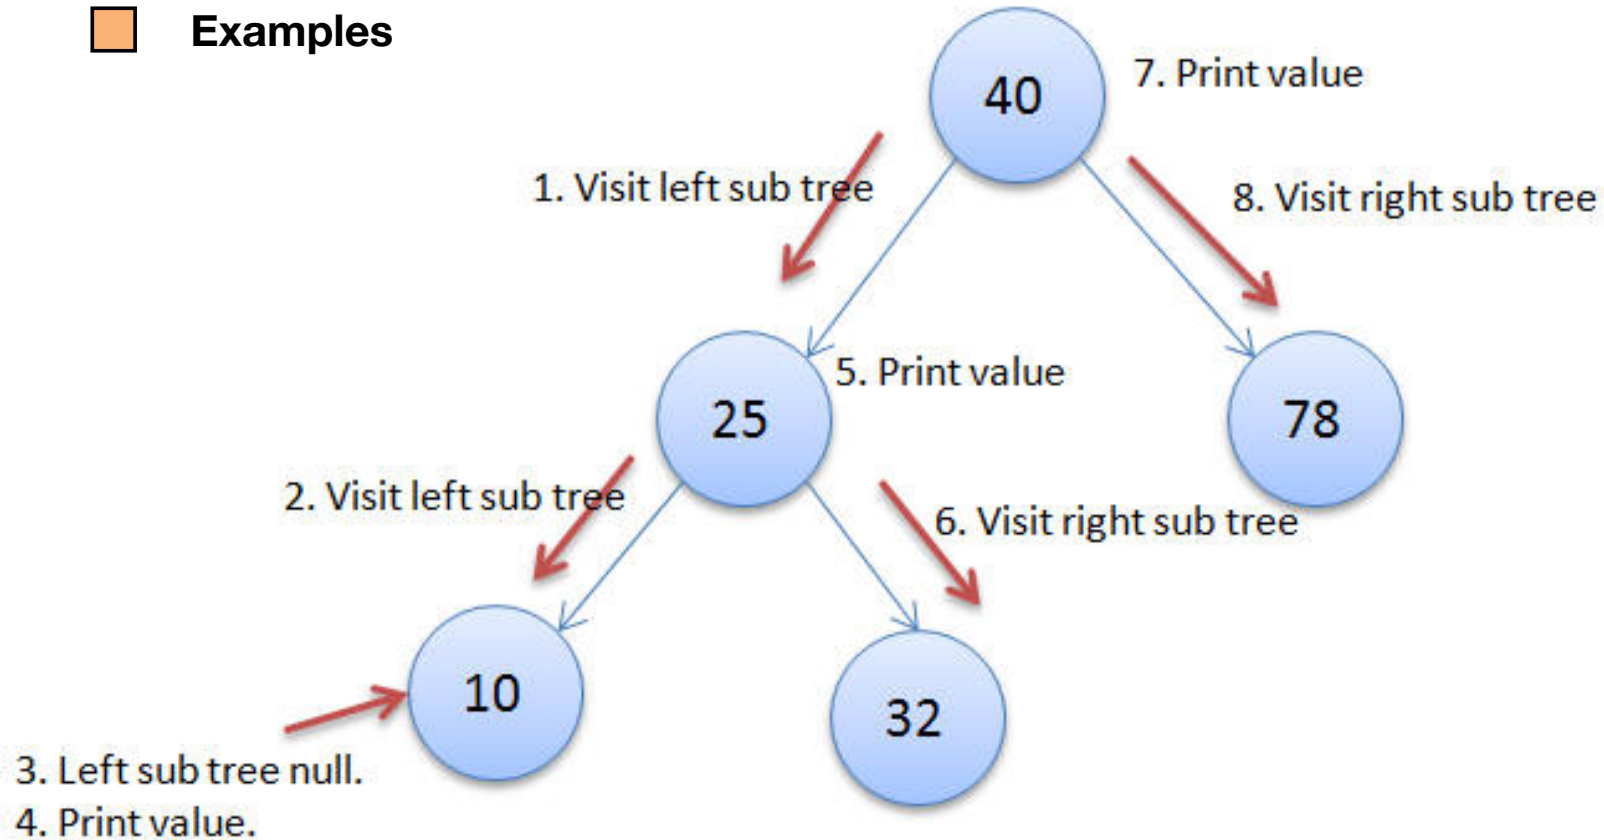 Examples
40
7. Print value
1. Visit left sub tree
8. Visit right sub tree
5. Print value
25
78
2. Visit left sub tree
6. Visit right sub tree
10
32
3. Left sub tree null.
4. Print value.